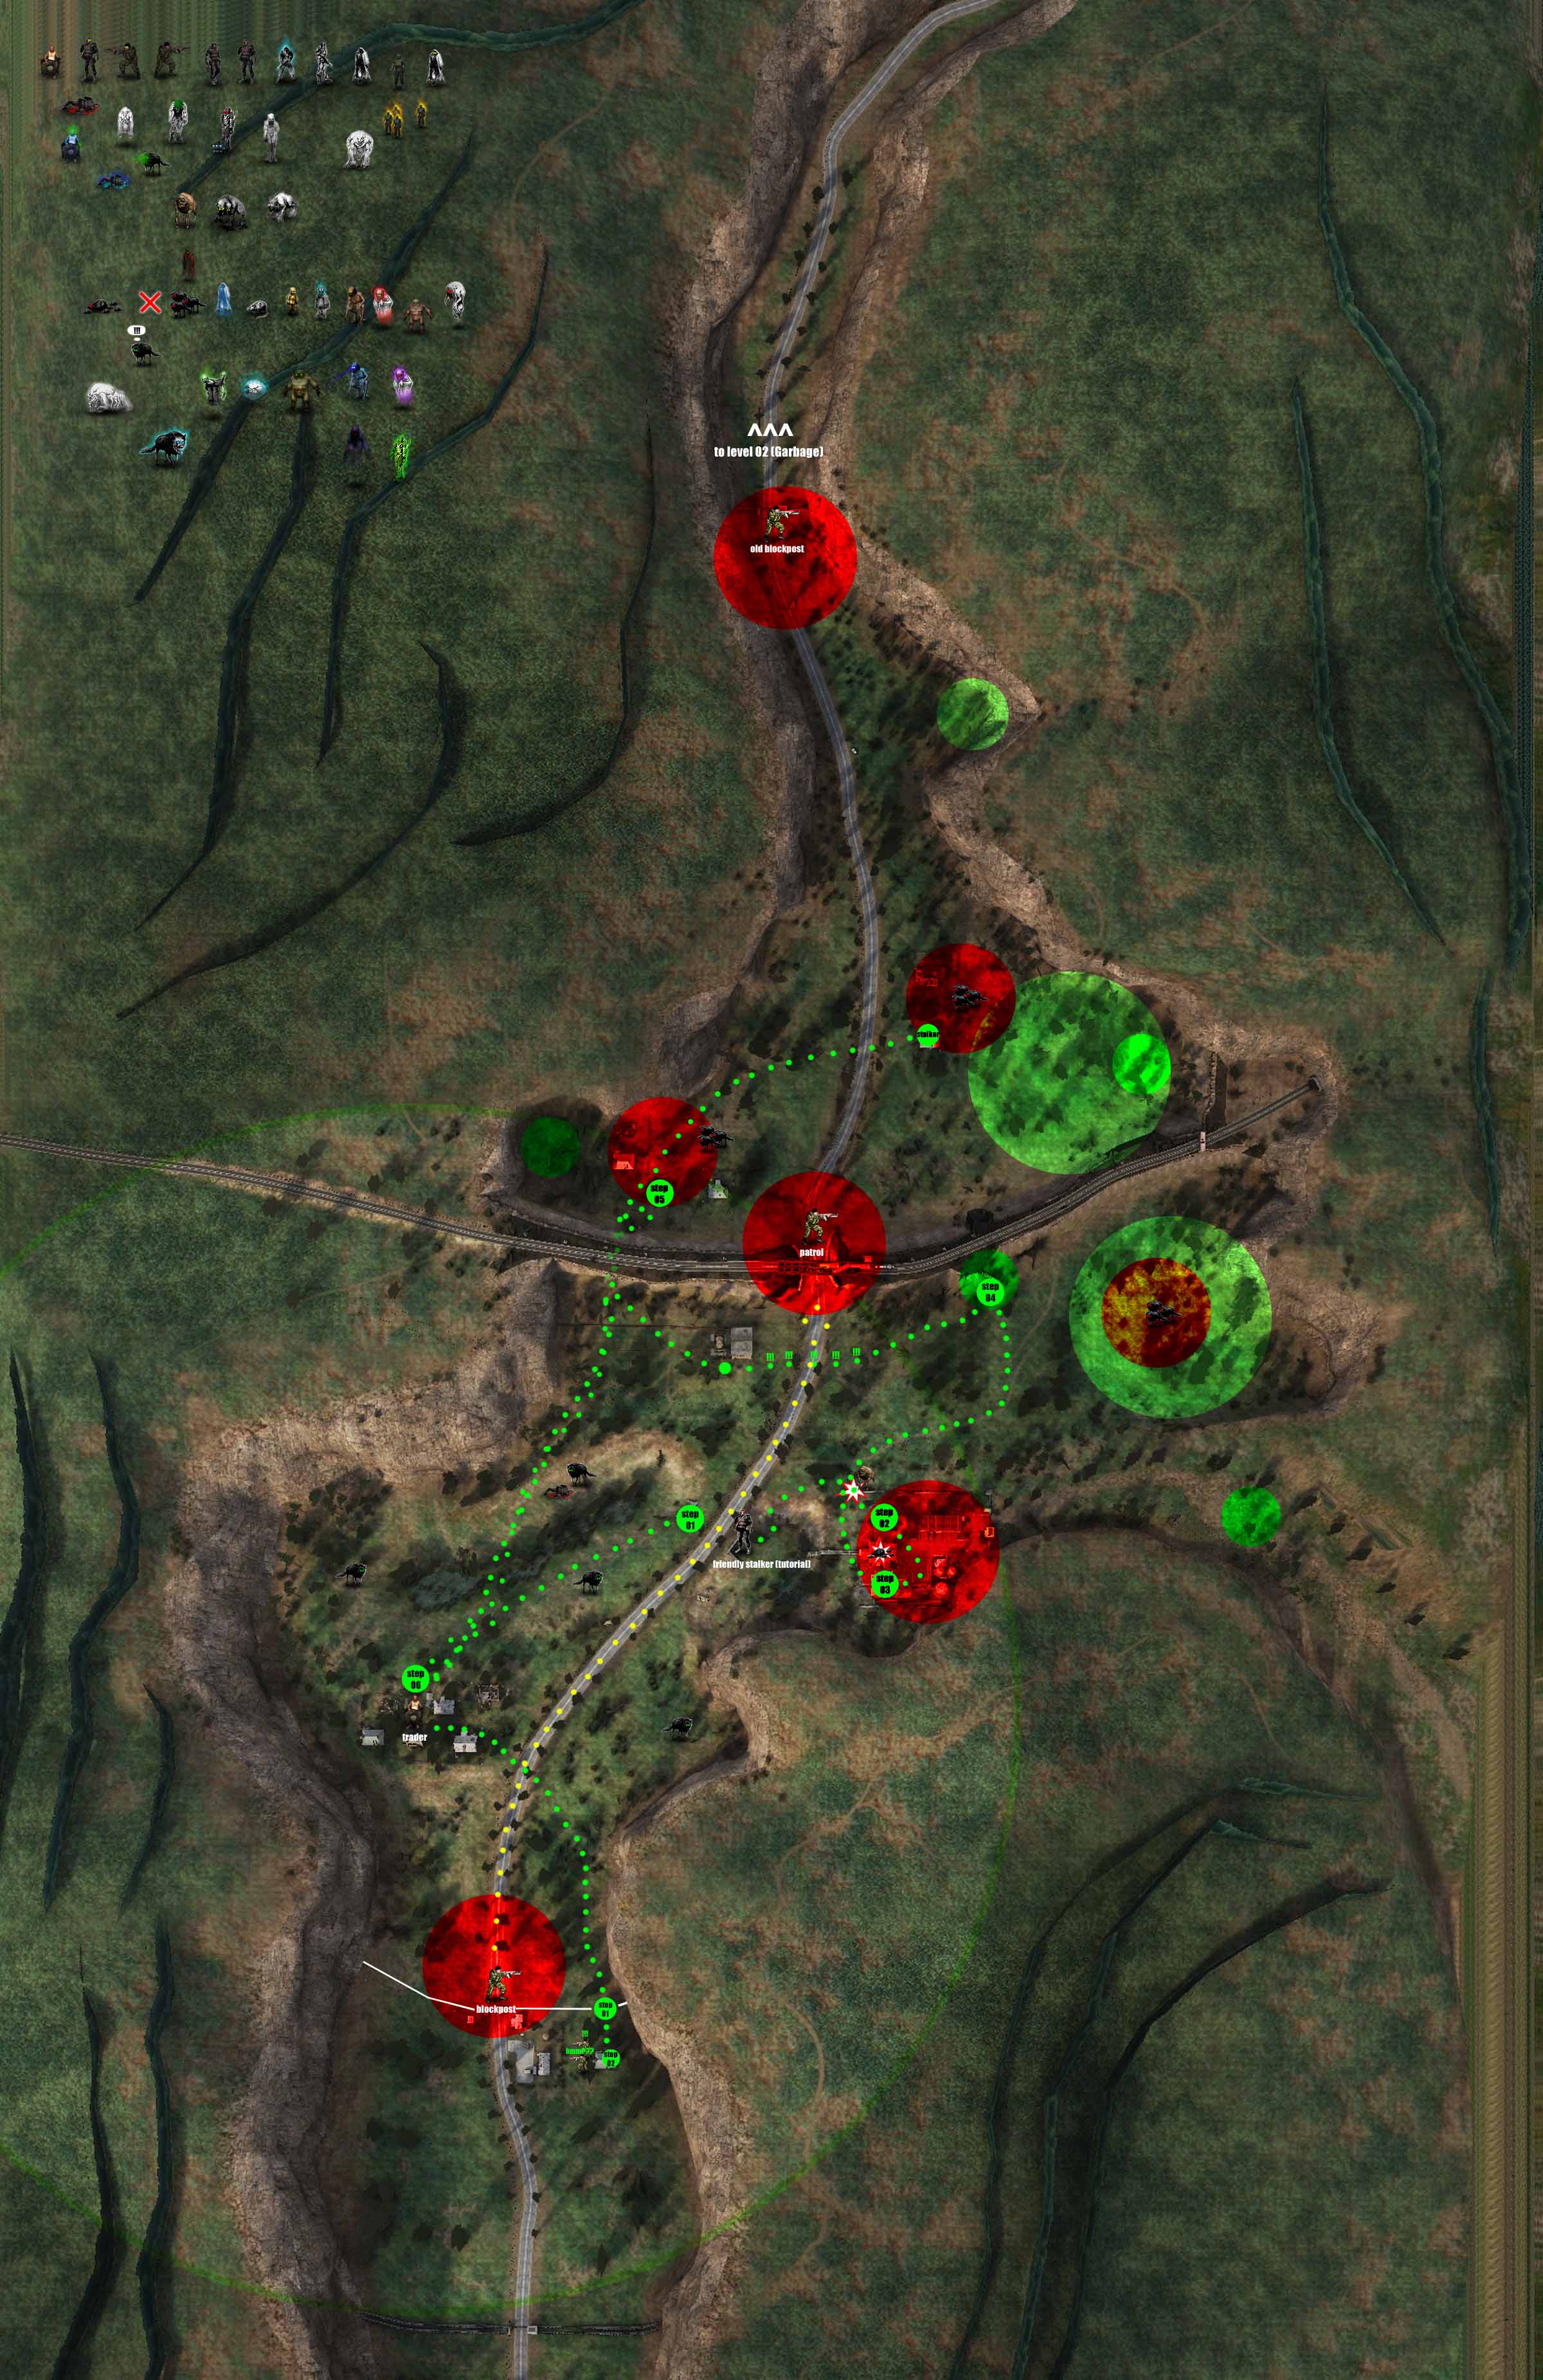 !!!
^^^
to level 02 (Garbage)
old blockpost
stalker
step
05
patrol
step
04
!!! !!! !!! !!! !!!
step
01
step
02
friendly stalker (tutorial)
step
03
step
06
trader
blockpost
step
01
!!!
step
02